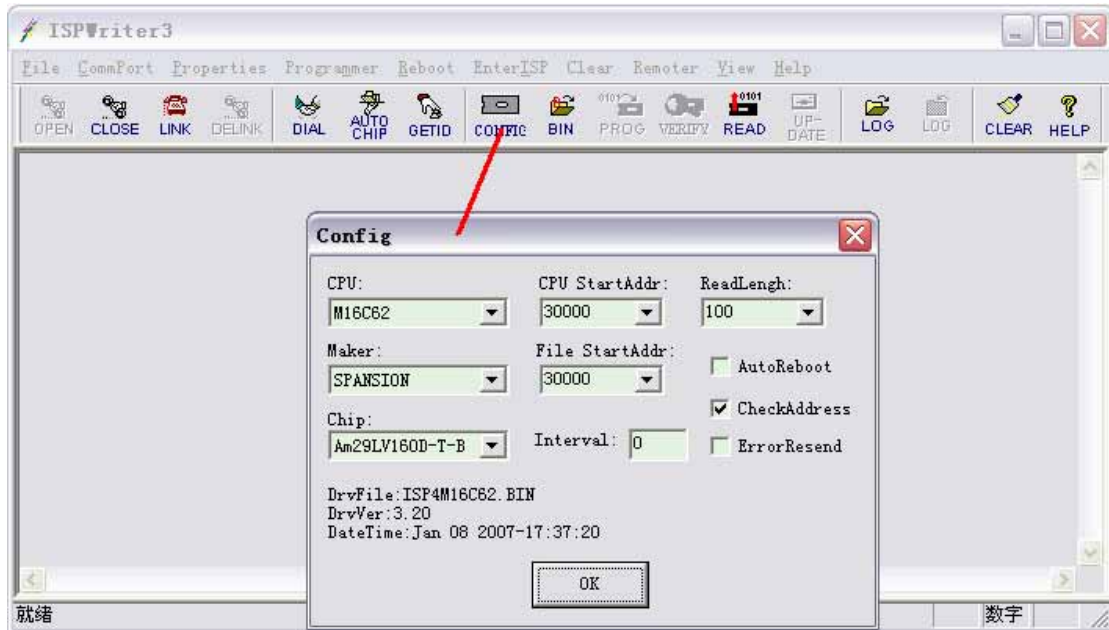 ISPWriter3
File CommPort Properties Programmer Reboot EnterISP Clear Remoter View Help
OPEN CLOSE LINK DELINK DIAL AUTO CHIP GETID CONFIG BIN PROG VERIFY READ UP-DATE LOG LOG CLEAR HELP
Config
CPU: CPU StartAddr: ReadLengh:
M16C62 30000 100
Maker: File StartAddr:
SPANSION 30000 AutoReboot
Chip: CheckAddress
Am29LV160D-T-B Interval: 0 ErrorResend
DrvFile:ISP4M16C62.BIN
DrvVer:3.20
DateTime:Jan 08 2007-17:37:20
OK
就绪 数字